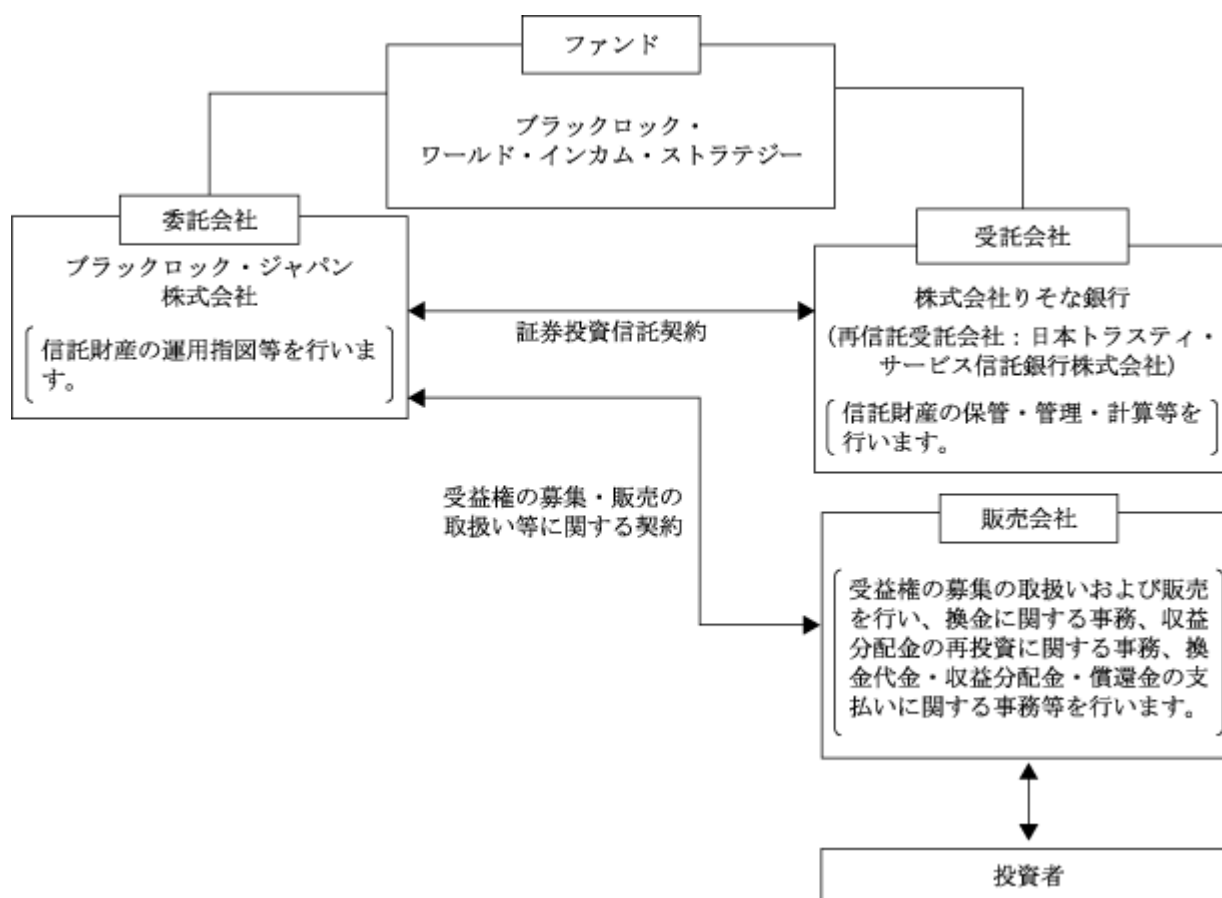 ファンド
ブラックロック・
ワールド・インカム・ストラテジー
委託会社
ブラックロック・ジャパン
株式会社
信託財産の運用指図等を行いま
す。
証券投資信託契約
受託会社
株式会社りそな銀行
(再信託受託会社:日本トラスティ・
サービス信託銀行株式会社)
信託財産の保管・管理・計算等を
行います。
受益権の募集・販売の
取扱い等に関する契約
販売会社
受益権の募集の取扱いおよび販売
を行い、換金に関する事務、収益
分配金の再投資に関する事務、換
金代金・収益分配金・償還金の支
払いに関する事務等を行います。
投資者